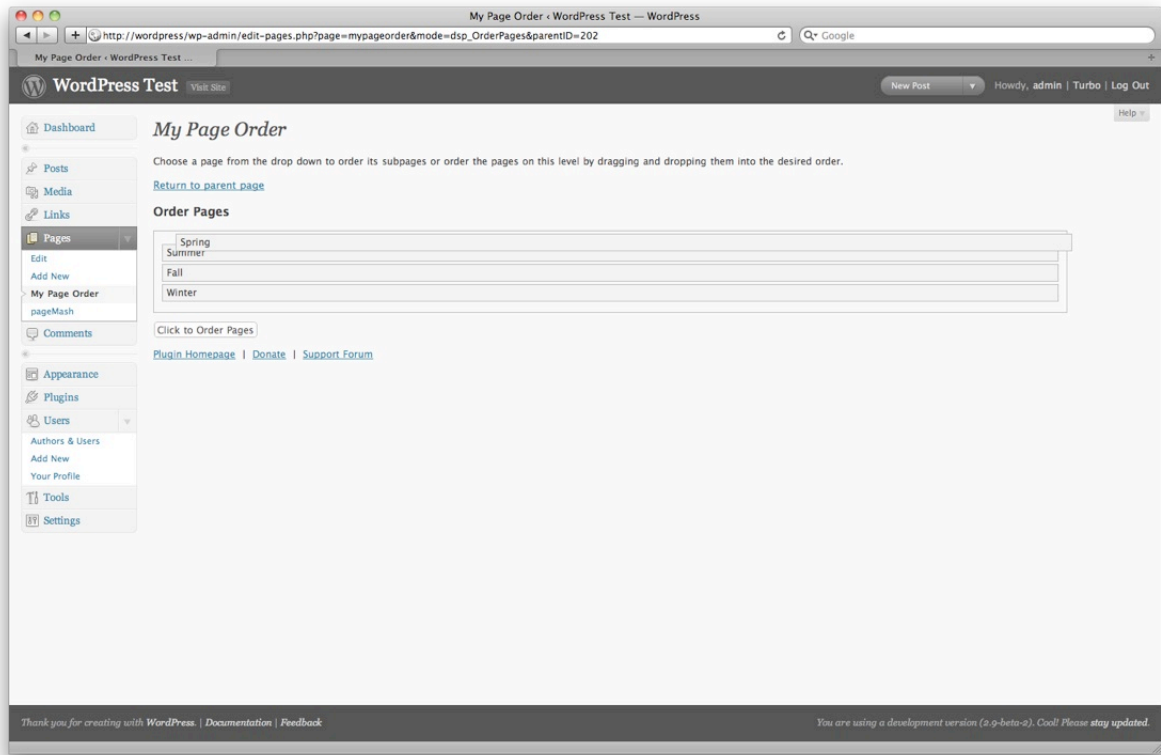 My Page Order ‹ WordPress Test — WordPress
http://wordpress/wp-admin/edit-pages.php?page=mypageorder&mode=dsp_OrderPages&parentID=202
Google
My Page Order ‹ WordPress Test ...
WordPress Test Visit Site
New Post
Howdy, admin | Turbo | Log Out
Help
Dashboard
Posts
Media
Links
Pages
Edit
Add New
My Page Order
pageMash
Comments
Appearance
Plugins
Users
Authors & Users
Add New
Your Profile
Tools
Settings
My Page Order
Choose a page from the drop down to order its subpages or order the pages on this level by dragging and dropping them into the desired order.
Return to parent page
Order Pages
Spring
Summer
Fall
Winter
Click to Order Pages
Plugin Homepage | Donate | Support Forum
Thank you for creating with WordPress. | Documentation | Feedback
You are using a development version (2.9-beta-2). Cool! Please stay updated.